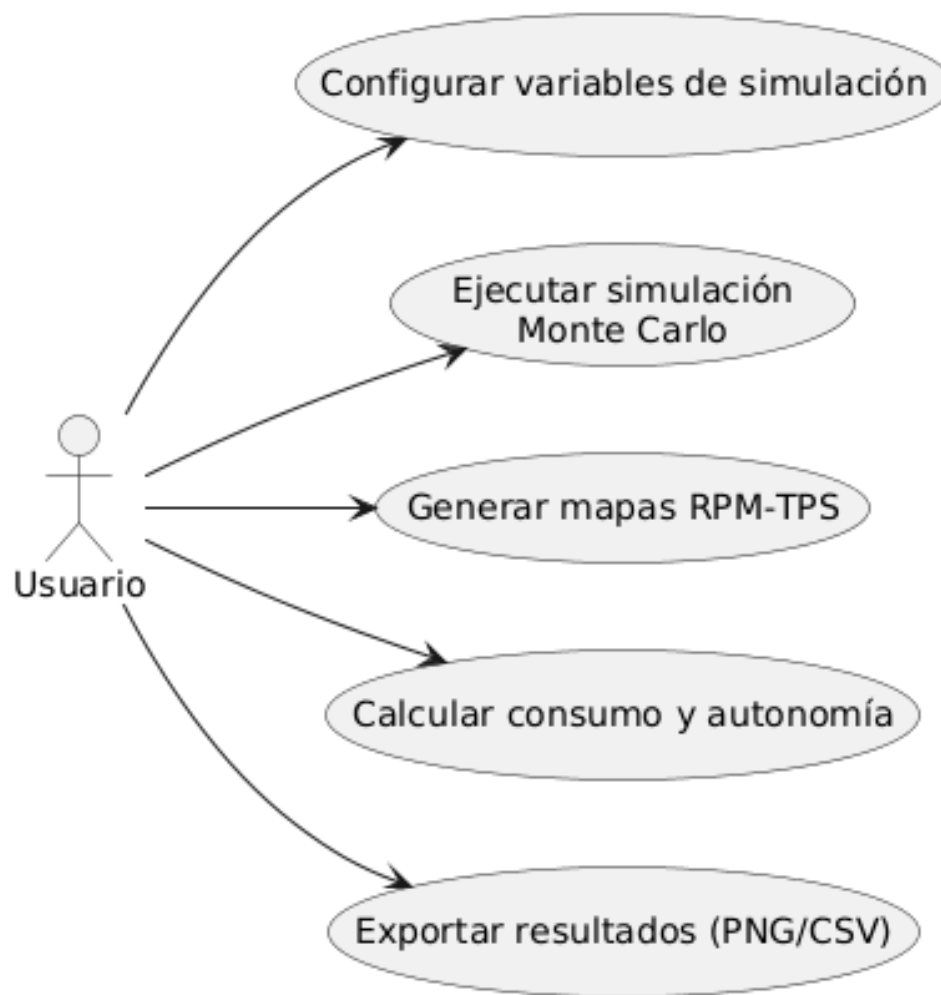 Configurar variables de simulación
Ejecutar simulación
Monte Carlo
Generar mapas RPM-TPS
Usuario
Calcular consumo y autonomía
Exportar resultados (PNG/CSV)